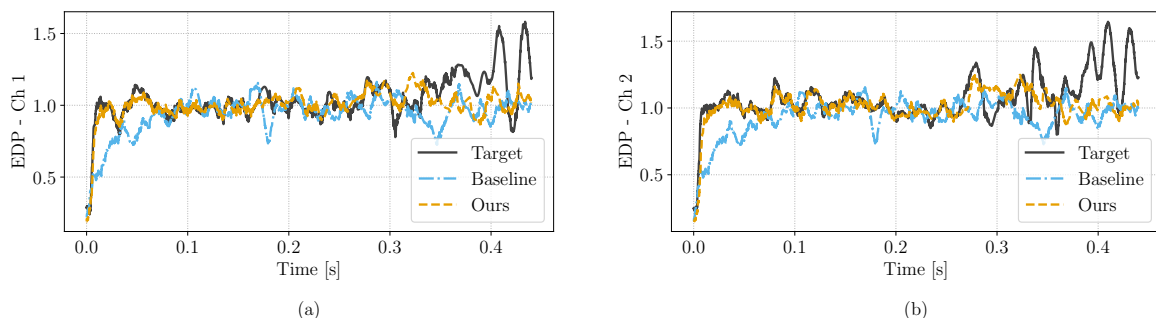 EDP - Ch 1
1.5
1.0
0.5
0.0
0.1
0.2
0.3
0.4
Time [s]
Target
Baseline
Ours
(a)
EDP - Ch 2
1.5
1.0
0.5
0.0
0.1
0.2
0.3
0.4
Time [s]
Target
Baseline
Ours
(b)